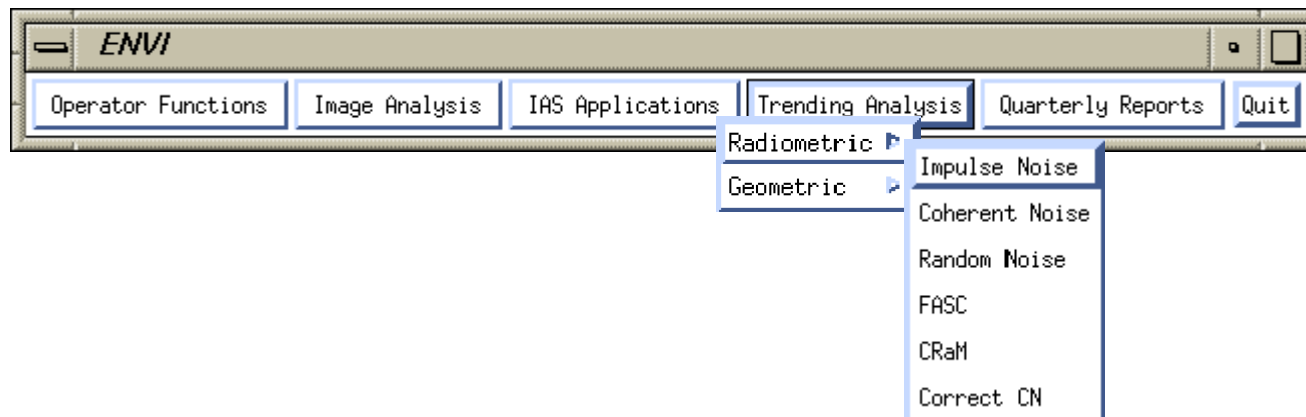 ENVI
Operator Functions Image Analysis IAS Applications Trending Analysis Quarterly Reports Quit
Radiometric
Geometric
Impulse Noise
Coherent Noise
Random Noise
FASC
CRaM
Correct CN